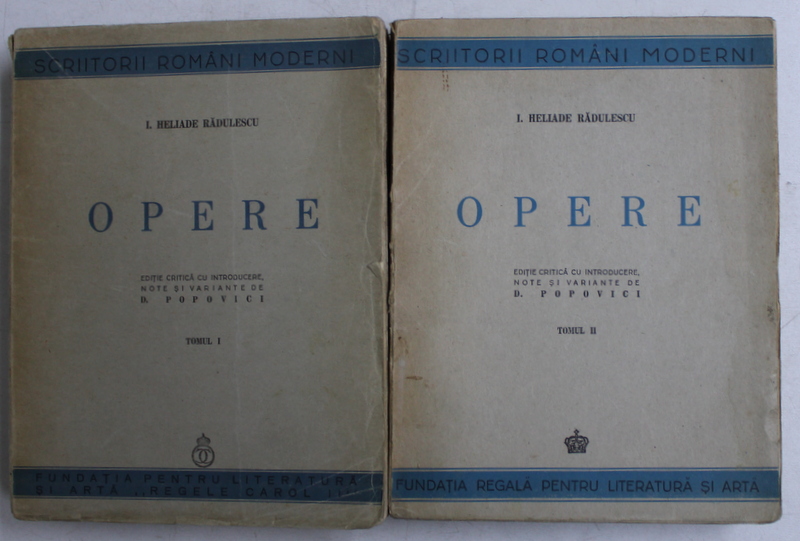 SCRIITORII ROMÂNI MODERNI
I. HELIADE RĂDULESCU
OPERE
EDIȚIE CRITICĂ CU INTRODUCERE,
NOTE ȘI VARIANTE DE
D. POPOVICI
TOMUL I
FUNDAȚIA PENTRU LITERATURĂ
ȘI ARTĂ „REGELE CAROL II"
SCRIITORII ROMÂNI MODERNI
I. HELIADE RĂDULESCU
OPERE
EDIȚIE CRITICĂ CU INTRODUCERE,
NOTE ȘI VARIANTE DE
D. POPOVICI
TOMUL II
FUNDAȚIA REGALĂ PENTRU LITERATURĂ ȘI ARTĂ